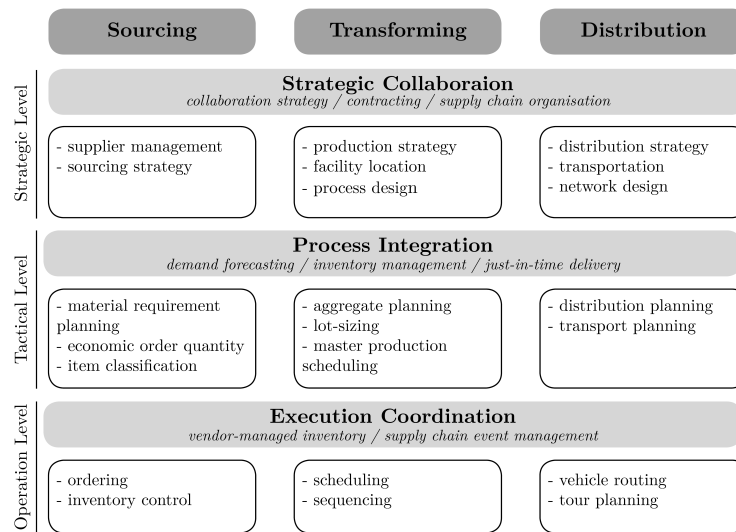 Sourcing
Transforming
Distribution
Strategic Level
Strategic Collaboraion
collaboration strategy / contracting / supply chain organisation
- supplier management
- sourcing strategy
- production strategy
- facility location
- process design
- distribution strategy
- transportation
- network design
Tactical Level
Process Integration
demand forecasting / inventory management / just-in-time delivery
- material requirement
planning
- economic order quantity
- item classification
- aggregate planning
- lot-sizing
- master production
scheduling
- distribution planning
- transport planning
Operation Level
Execution Coordination
vendor-managed inventory / supply chain event management
- ordering
- inventory control
- scheduling
- sequencing
- vehicle routing
- tour planning